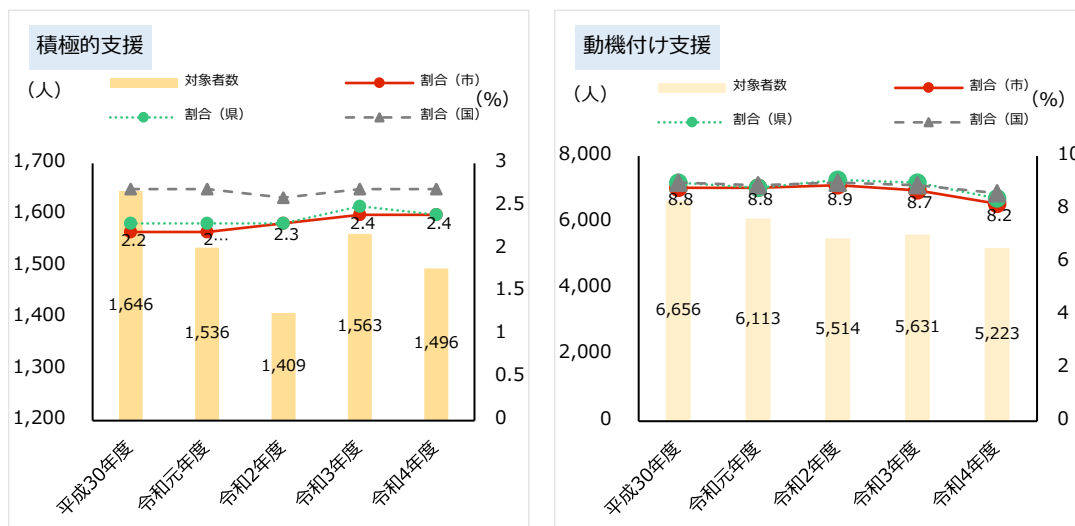 積極的支援
対象者数
割合（市）
割合（県）
割合（国）
（人）
（%）
1,700
1,600
1,500
1,400
1,300
1,200
3
2.5
2
1.5
1
0.5
0
2.2
2…
2.3
2.4
2.4
1,646
1,536
1,409
1,563
1,496
平成30年度
令和元年度
令和2年度
令和3年度
令和4年度
動機付け支援
対象者数
割合（市）
割合（県）
割合（国）
（人）
（%）
8,000
6,000
4,000
2,000
0
10
8
6
4
2
0
8.8
8.8
8.9
8.7
8.2
6,656
6,113
5,514
5,631
5,223
平成30年度
令和元年度
令和2年度
令和3年度
令和4年度